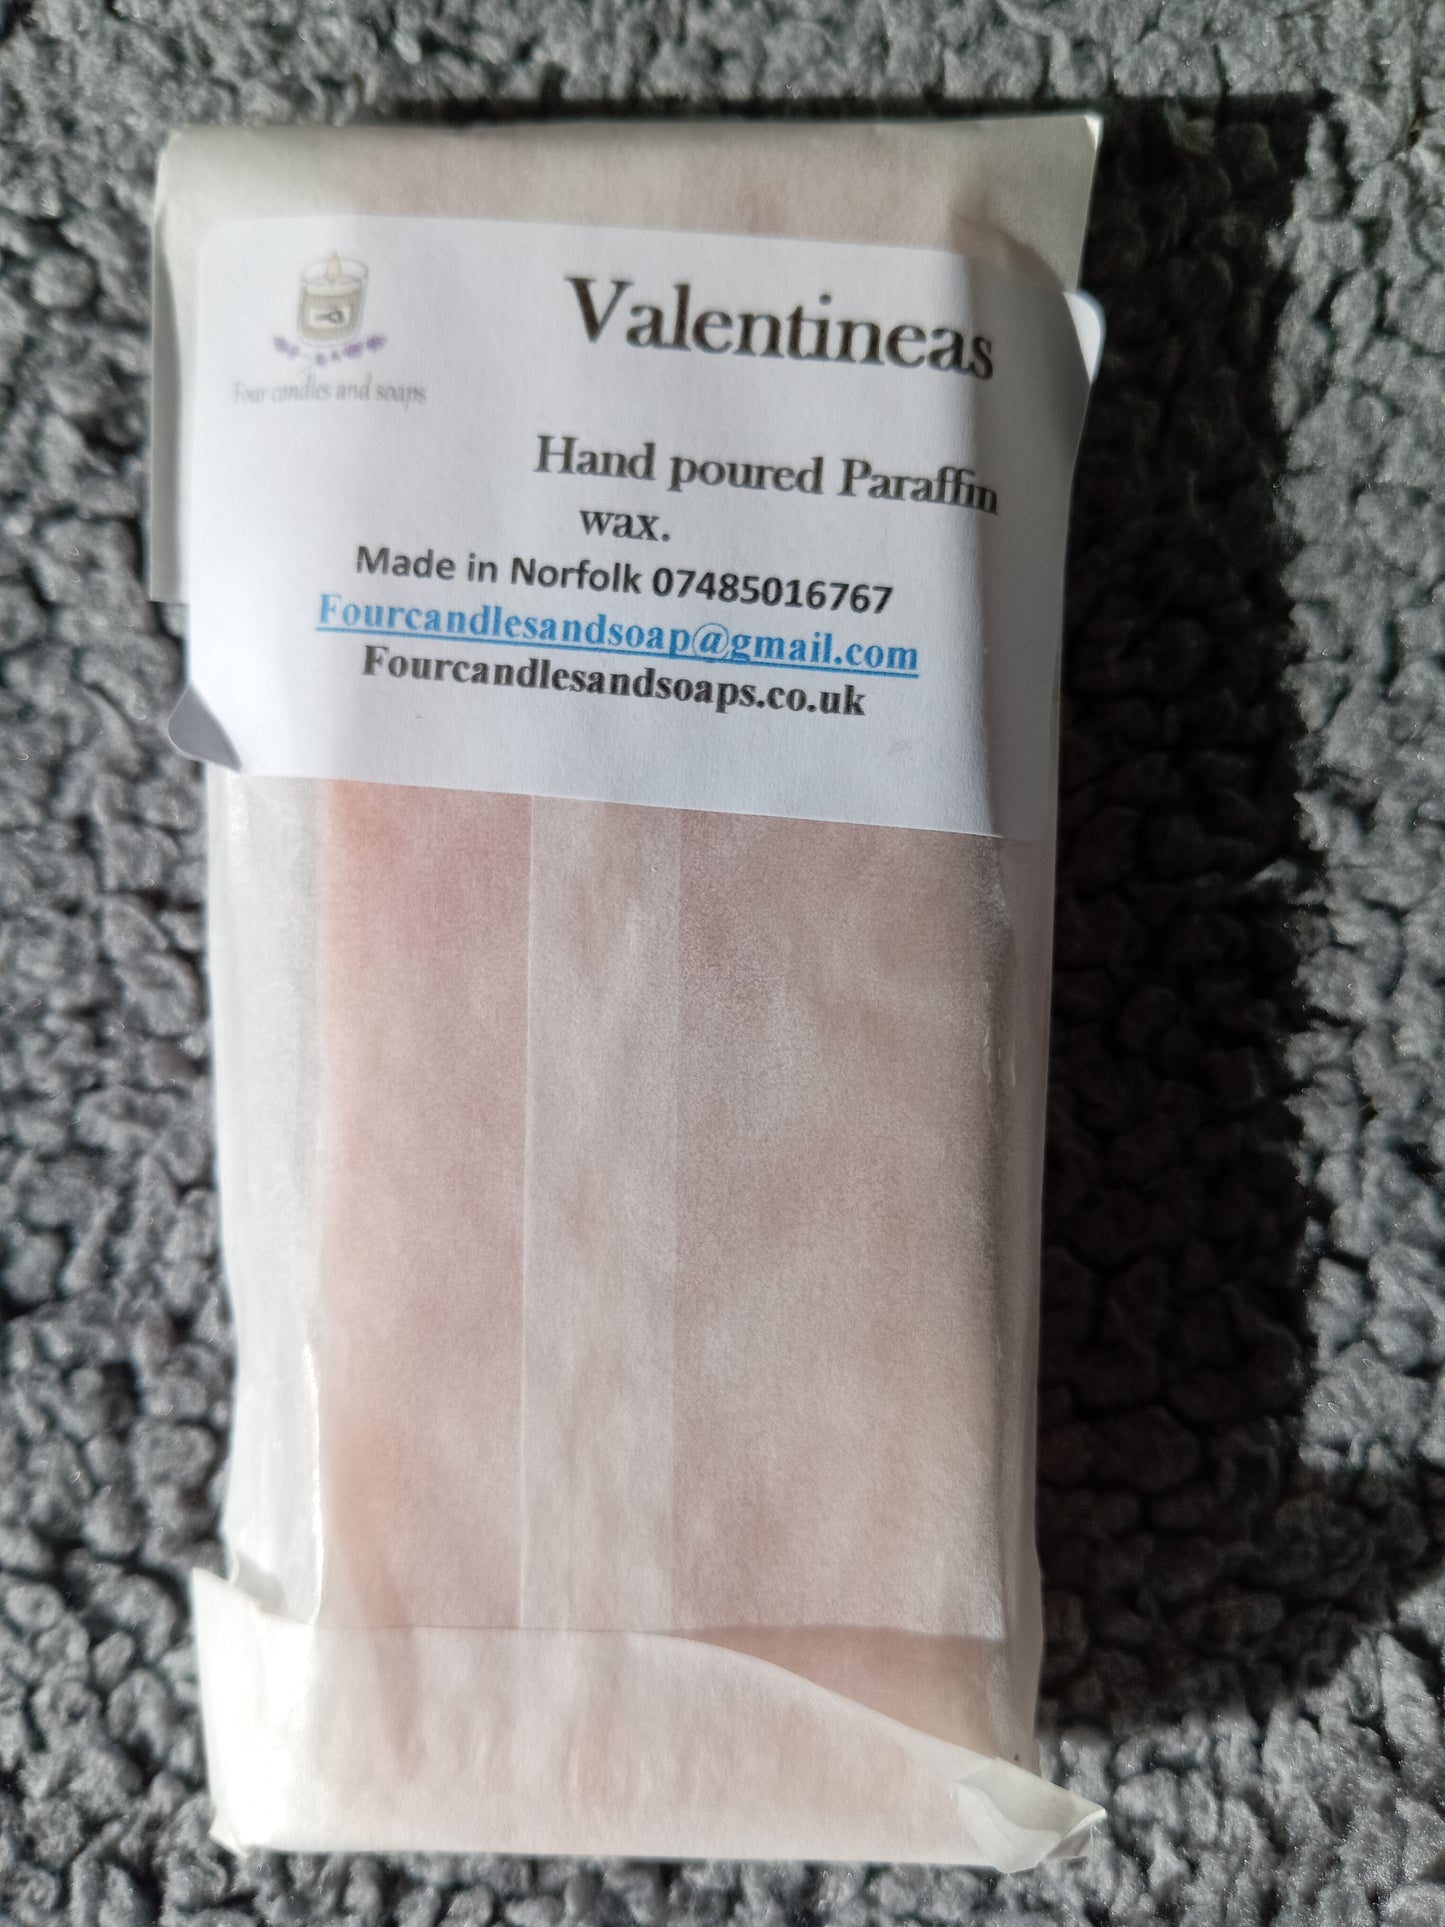 Four candles and soaps
Valentineas
Hand poured Paraffin
wax.
Made in Norfolk 07485016767
Fourcandlesandsoap@gmail.com
Fourcandlesandsoaps.co.uk